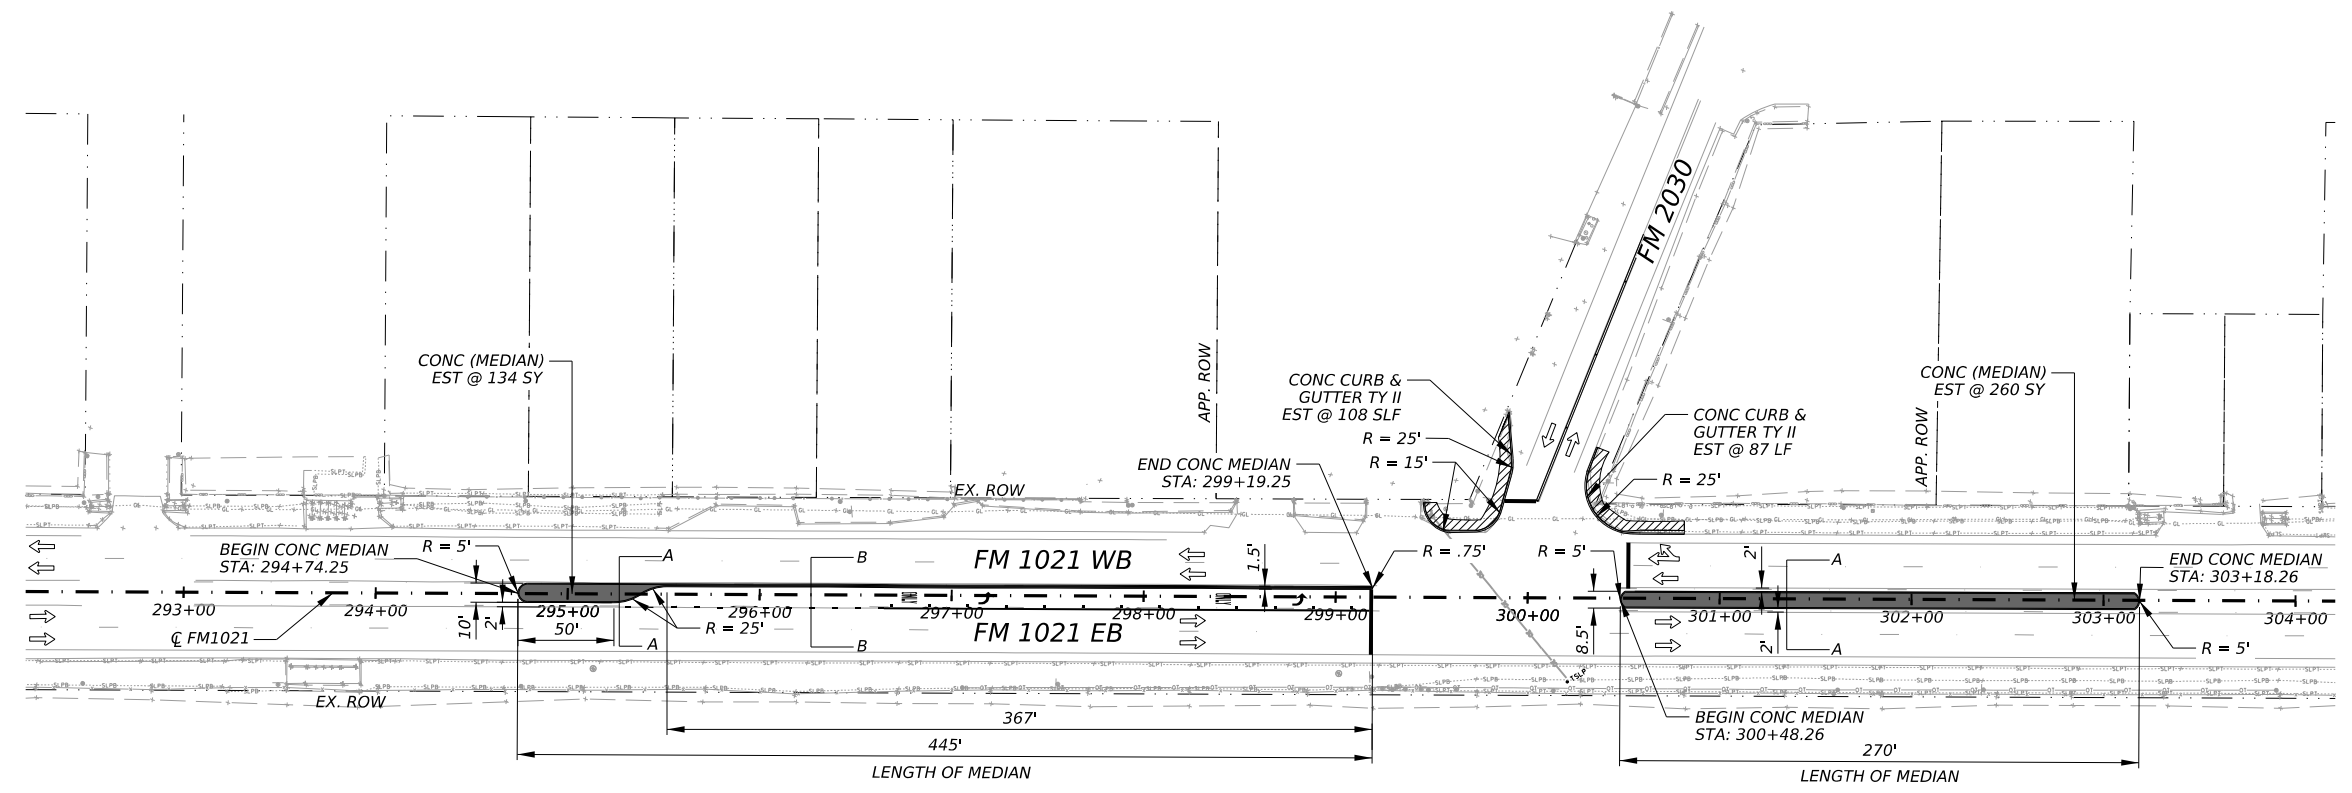 FM 2030
CONC (MEDIAN)
EST @ 134 SY
APP. ROW
CONC CURB &
GUTTER TY II
EST @ 108 SLF
R = 25'
R = 15'
CONC (MEDIAN)
EST @ 260 SY
CONC CURB &
GUTTER TY II
EST @ 87 LF
R = 25'
APP. ROW
END CONC MEDIAN
STA: 299+19.25
EX. ROW
BEGIN CONC MEDIAN
STA: 294+74.25
R = 5'
A
B
FM 1021 WB
1.5'
R = .75'
R = 5'
2'
A
END CONC MEDIAN
STA: 303+18.26
293+00
294+00
295+00
296+00
297+00
298+00
299+00
300+00
301+00
302+00
303+00
304+00
℄ FM1021
10'
2'
50'
A
R = 25'
B
FM 1021 EB
8.5'
2'
A
R = 5'
TSLP
EX. ROW
367'
445'
LENGTH OF MEDIAN
BEGIN CONC MEDIAN
STA: 300+48.26
270'
LENGTH OF MEDIAN